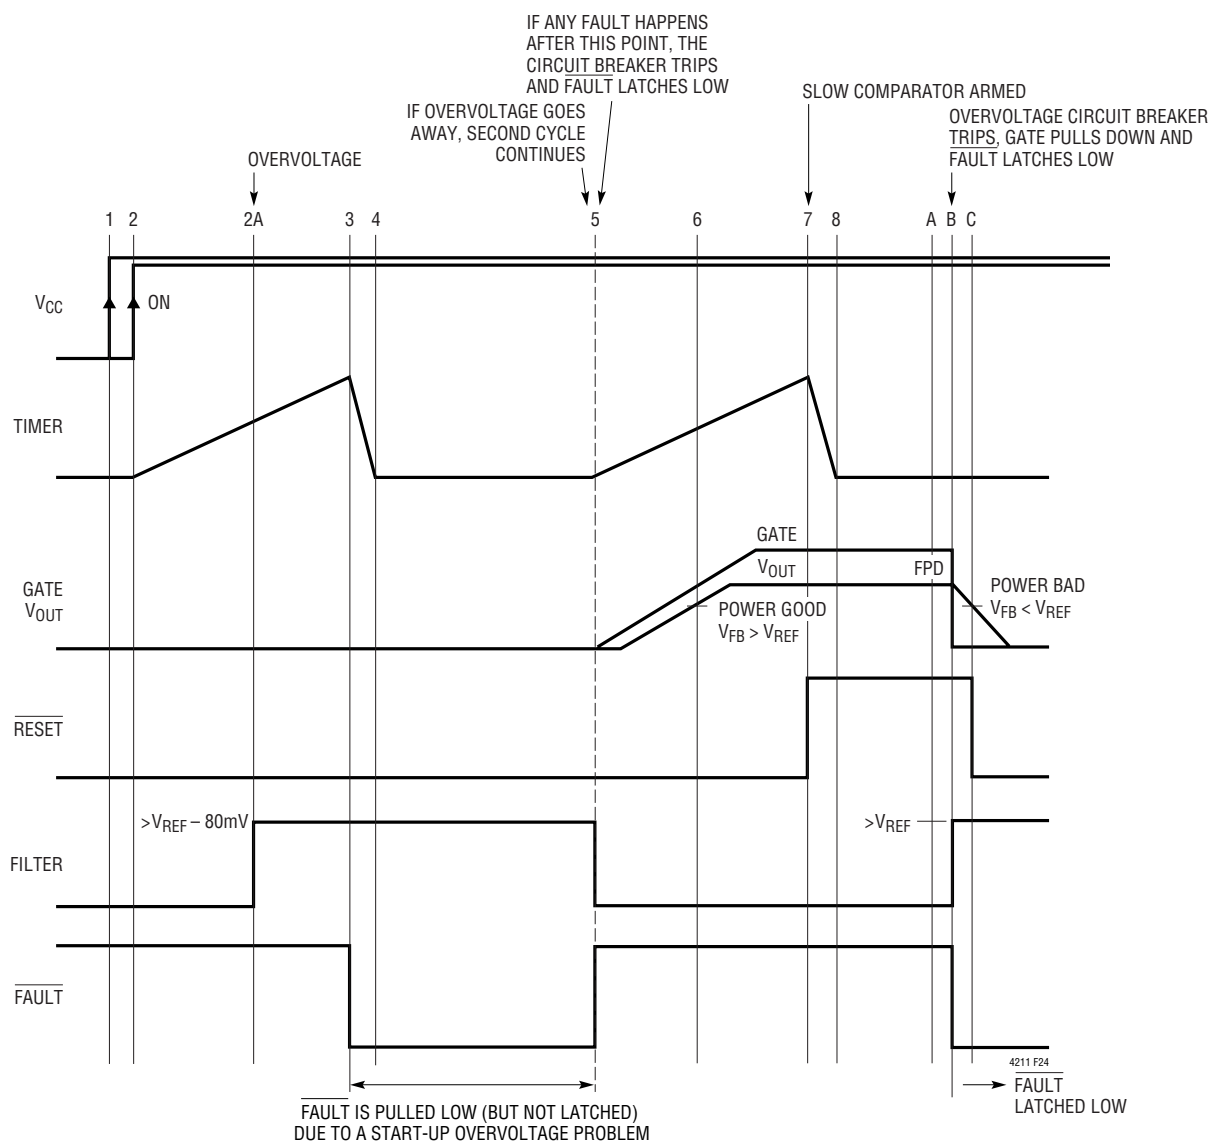 IF ANY FAULT HAPPENS
AFTER THIS POINT, THE
CIRCUIT BREAKER TRIPS
AND FAULT LATCHES LOW
IF OVERVOLTAGE GOES
AWAY, SECOND CYCLE
CONTINUES
SLOW COMPARATOR ARMED
OVERVOLTAGE CIRCUIT BREAKER
TRIPS, GATE PULLS DOWN AND
FAULT LATCHES LOW
OVERVOLTAGE
1 2 2A 3 4 5 6 7 8 A B C
VCC
ON
TIMER
GATE
VOUT
GATE
VOUT
FPD
POWER GOOD
VFB > VREF
POWER BAD
VFB < VREF
RESET
>VREF – 80mV
>VREF
FILTER
FAULT
4211 F24
FAULT IS PULLED LOW (BUT NOT LATCHED)
DUE TO A START-UP OVERVOLTAGE PROBLEM
FAULT
LATCHED LOW